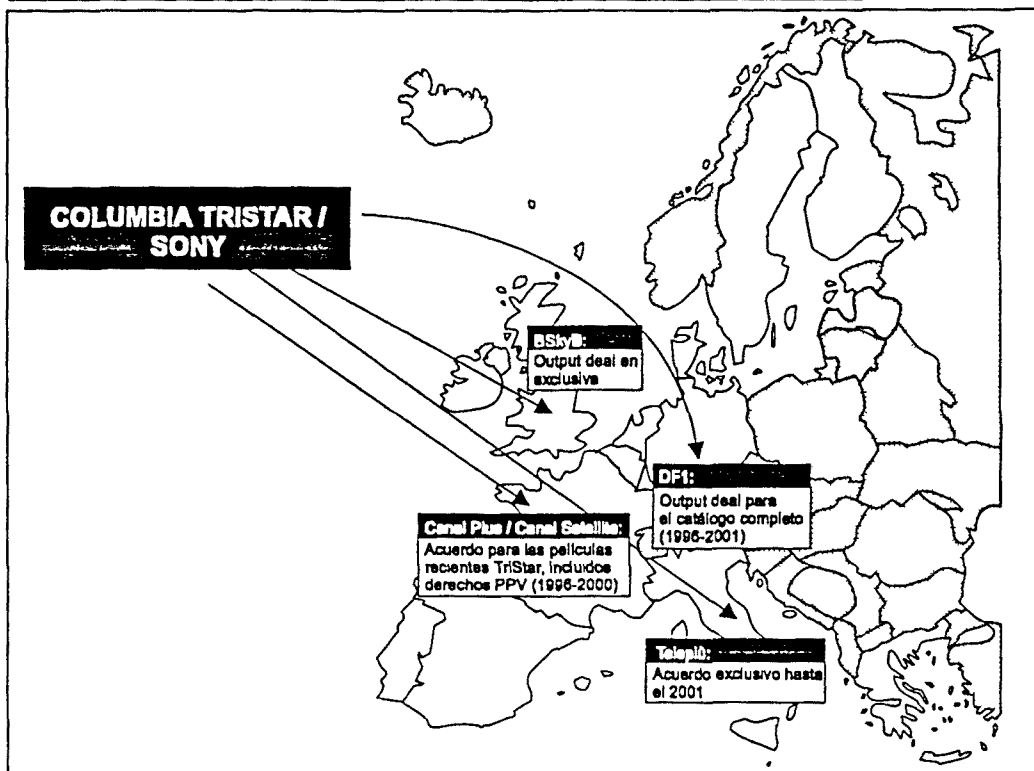 COLUMBIA TRISTAR /
SONY
BSkyB:
Output deal en
exclusiva
DF1:
Output deal para
el catálogo completo
(1996-2001)
Canal Plus / Canal Satellite:
Acuerdo para las películas
recientes TriStar, incluidos
derechos PPV (1996-2000)
Telepiù:
Acuerdo exclusivo hasta
el 2001